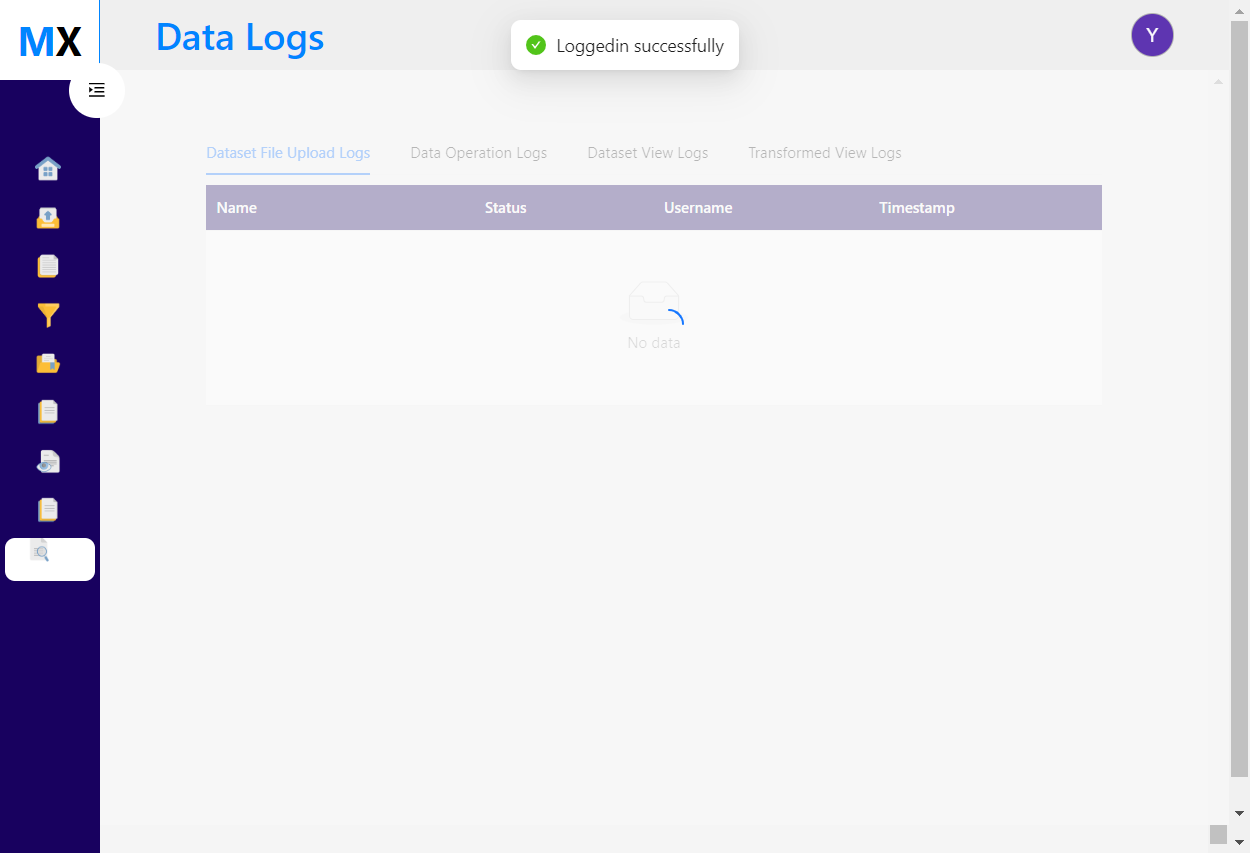 MX
Data Logs
Loggedin successfully
Y
Dataset File Upload Logs
Data Operation Logs
Dataset View Logs
Transformed View Logs
Name
Status
Username
Timestamp
No data